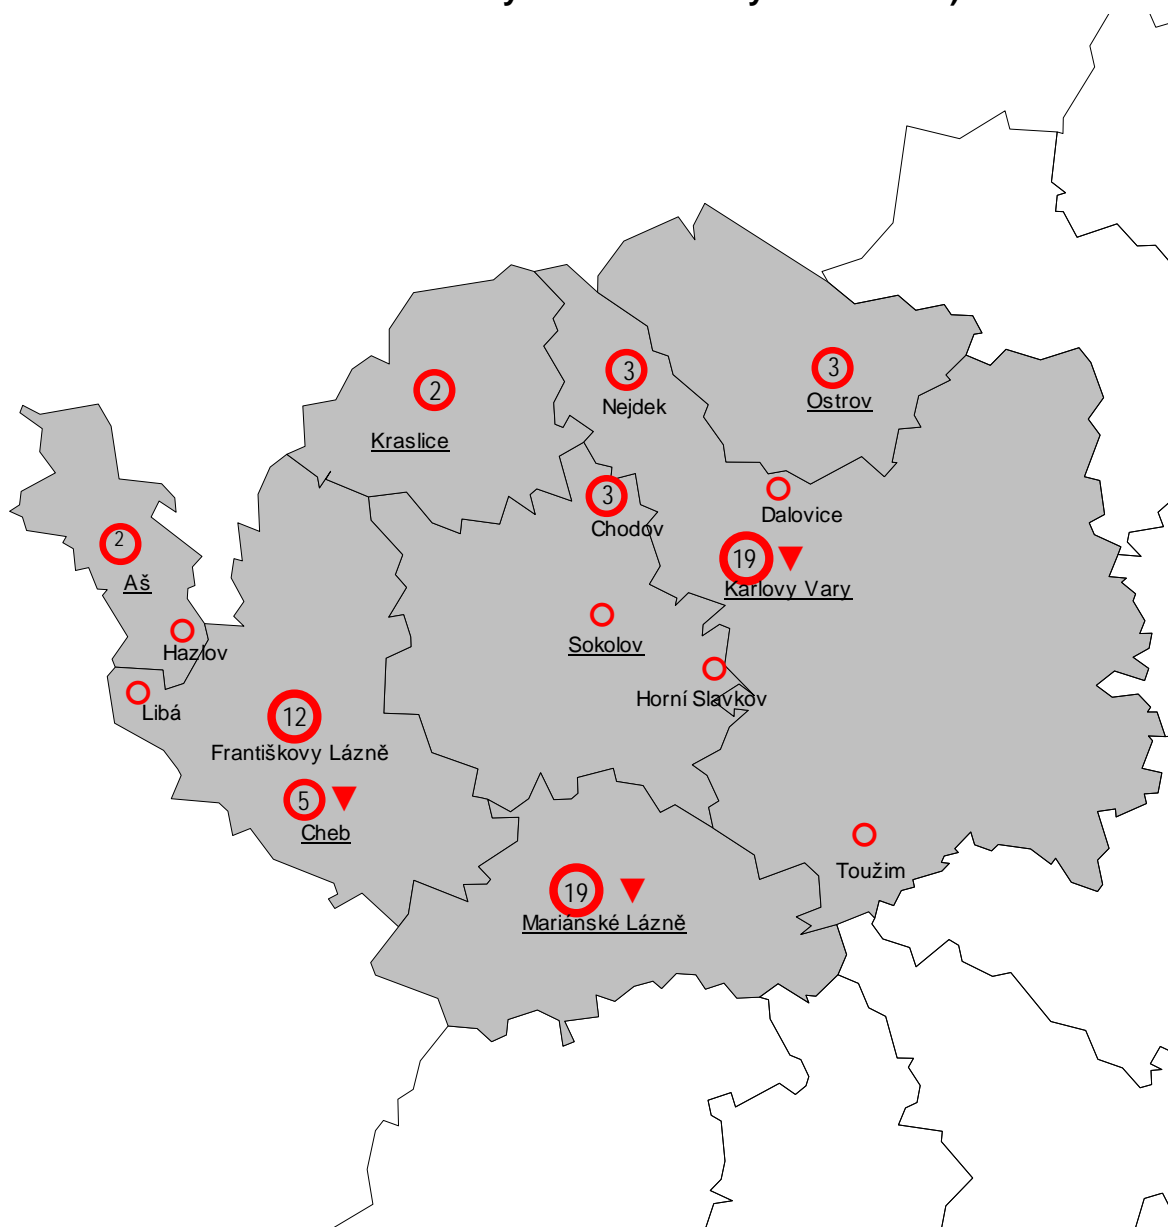 3
3
Ostrov
2
Nejdek
Kraslice
3
Dalovice
Chodov
2
19
Karlovy Vary
Aš
Sokolov
Hazlov
Horní Slavkov
Libá
12
Františkovy Lázně
5
Cheb
Toužim
19
Mariánské Lázně